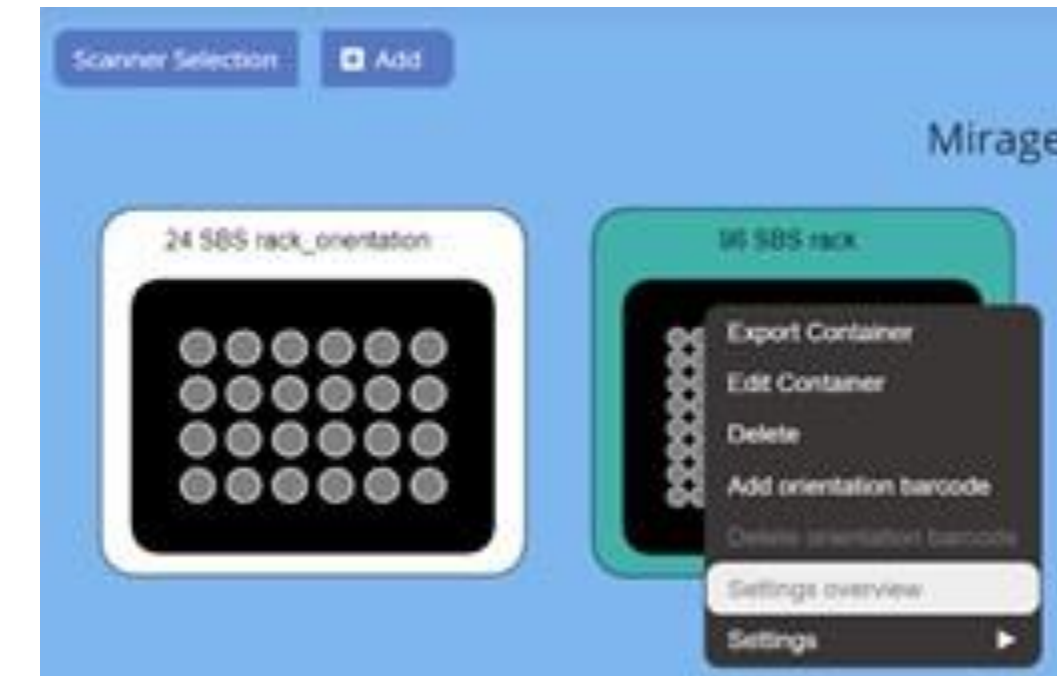 Scanner Selection
Add
Mirage
24 SBS rack_orientation
96 SBS rack
Export Container
Edit Container
Delete
Add orientation barcode
Delete orientation barcode
Settings overview
Settings